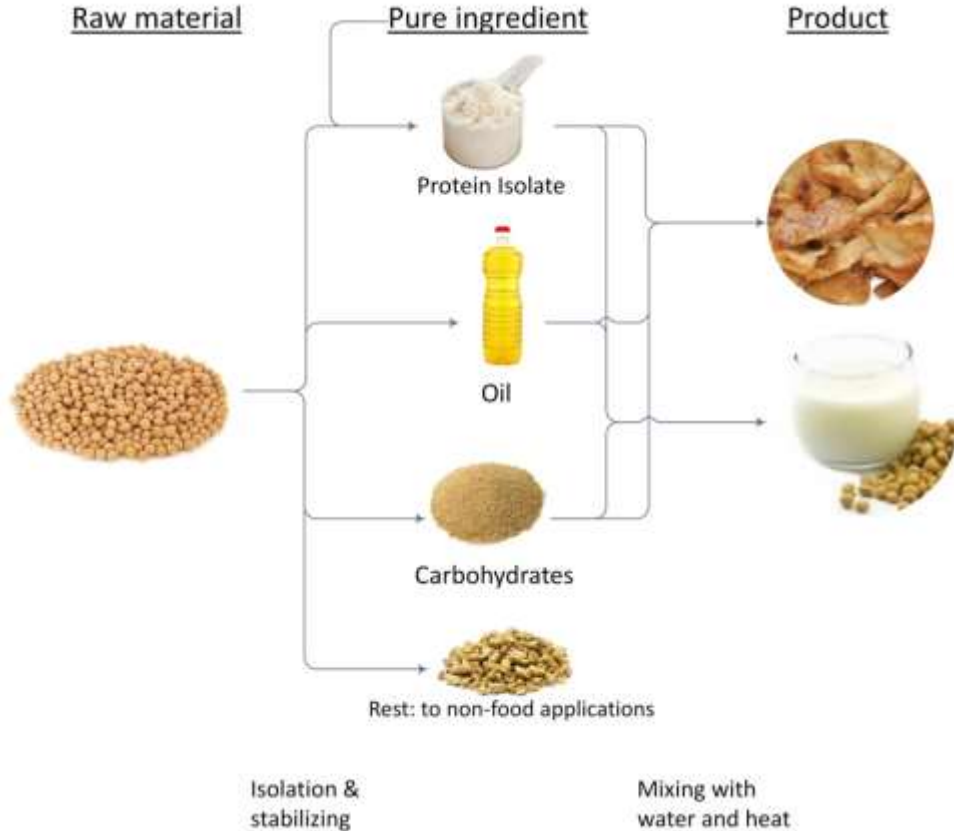 Raw material
Pure ingredient
Product
Protein Isolate
Oil
Carbohydrates
Rest: to non-food applications
Isolation &
stabilizing
Mixing with
water and heat